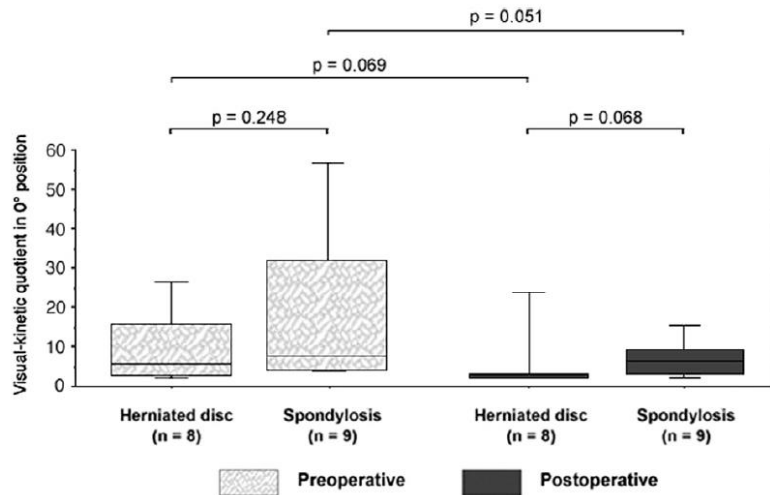 p = 0.051
p = 0.069
p = 0.248
p = 0.068
Visual-kinetic quotient in 0° position
60
50
40
30
20
10
0
Herniated disc
(n = 8)
Spondylosis
(n = 9)
Herniated disc
(n = 8)
Spondylosis
(n = 9)
Preoperative
Postoperative